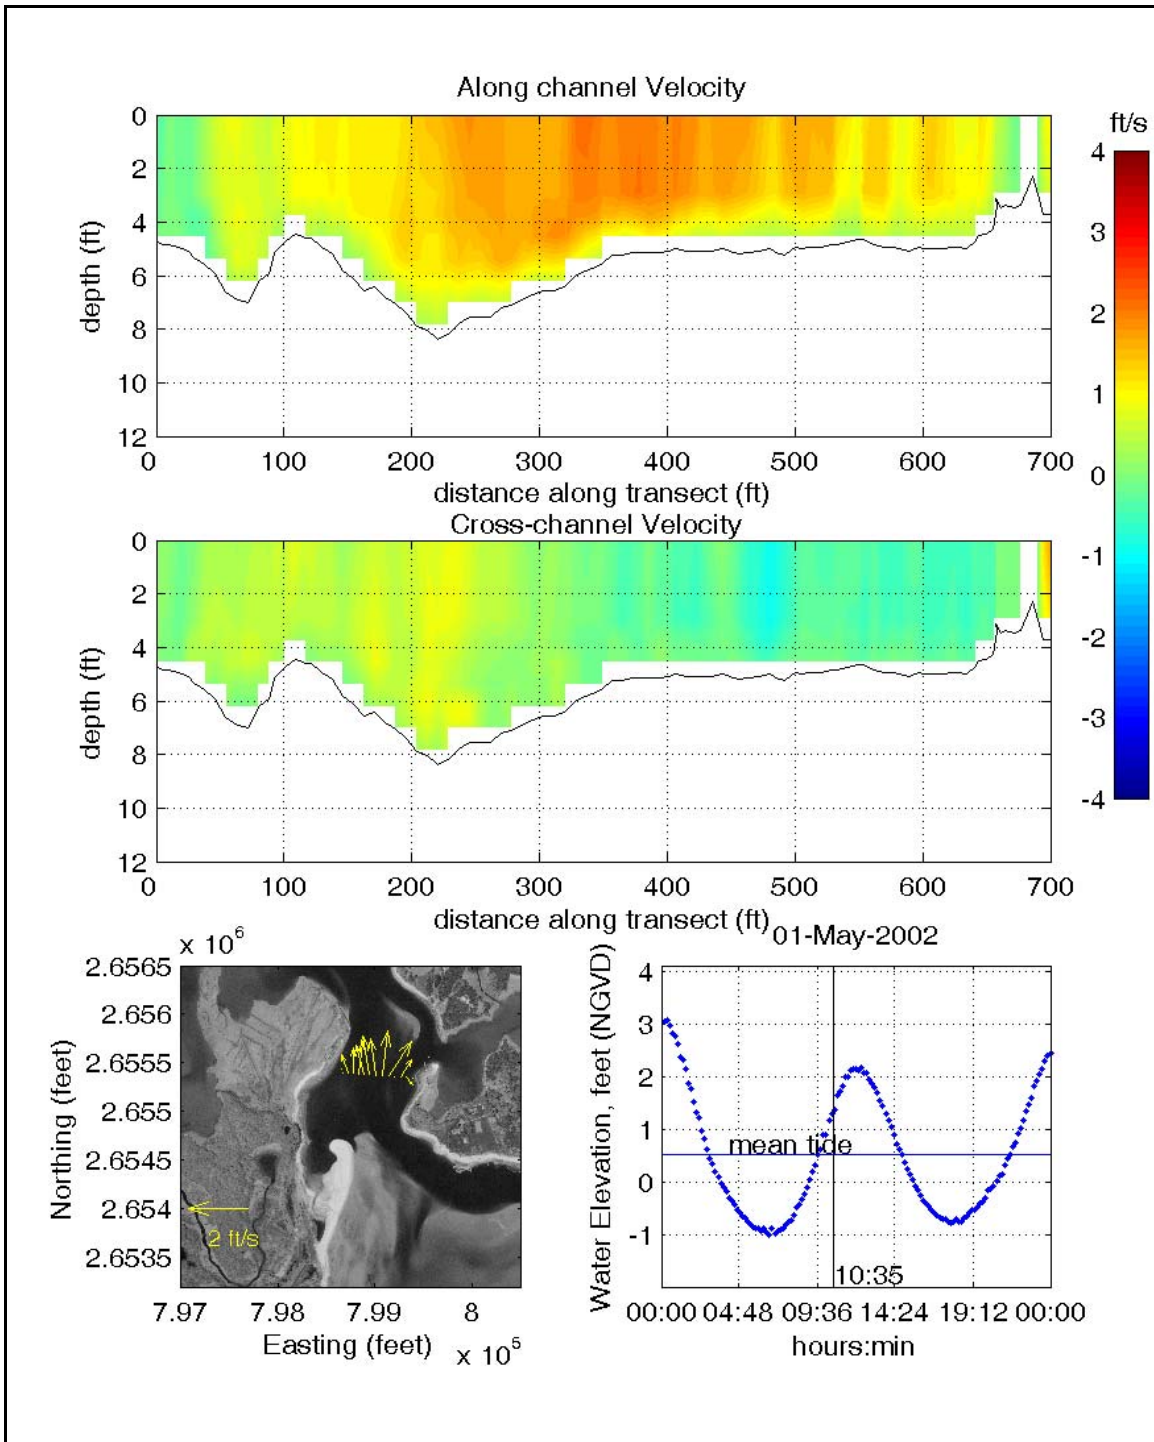 Along channel Velocity
ft/s
0
2
4
6
8
10
12
depth (ft)
0 100 200 300 400 500 600 700
distance along transect (ft)
4
3
2
1
0
-1
-2
-3
-4
Cross-channel Velocity
0
2
4
6
8
10
12
depth (ft)
0 100 200 300 400 500 600 700
distance along transect (ft)
x 10^6
2.6565
2.656
2.6555
2.655
2.6545
2.654
2.6535
Northing (feet)
2 ft/s
7.97 7.98 7.99 8
Easting (feet)
x 10^5
01-May-2002
4
3
2
1
0
-1
Water Elevation, feet (NGVD)
mean tide
10:35
00:00 04:48 09:36 14:24 19:12 00:00
hours:min